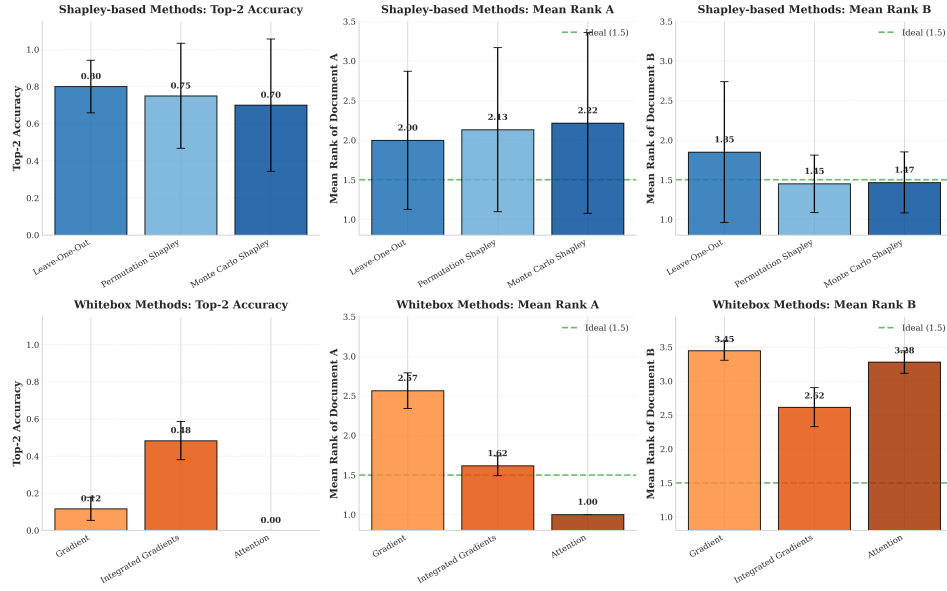 Shapley-based Methods: Top-2 Accuracy
Top-2 Accuracy
1.0
0.8
0.6
0.4
0.2
0.0
0.80
0.75
0.70
Leave-One-Out
Permutation Shapley
Monte Carlo Shapley
Shapley-based Methods: Mean Rank A
Mean Rank of Document A
3.5
3.0
2.5
2.0
1.5
1.0
Ideal (1.5)
2.00
2.13
2.22
Leave-One-Out
Permutation Shapley
Monte Carlo Shapley
Shapley-based Methods: Mean Rank B
Mean Rank of Document B
3.5
3.0
2.5
2.0
1.5
1.0
Ideal (1.5)
1.85
1.45
1.47
Leave-One-Out
Permutation Shapley
Monte Carlo Shapley
Whitebox Methods: Top-2 Accuracy
Top-2 Accuracy
1.0
0.8
0.6
0.4
0.2
0.0
0.12
0.48
0.00
Gradient
Integrated Gradients
Attention
Whitebox Methods: Mean Rank A
Mean Rank of Document A
3.5
3.0
2.5
2.0
1.5
1.0
Ideal (1.5)
2.57
1.62
1.00
Gradient
Integrated Gradients
Attention
Whitebox Methods: Mean Rank B
Mean Rank of Document B
3.5
3.0
2.5
2.0
1.5
1.0
Ideal (1.5)
3.45
2.62
3.28
Gradient
Integrated Gradients
Attention